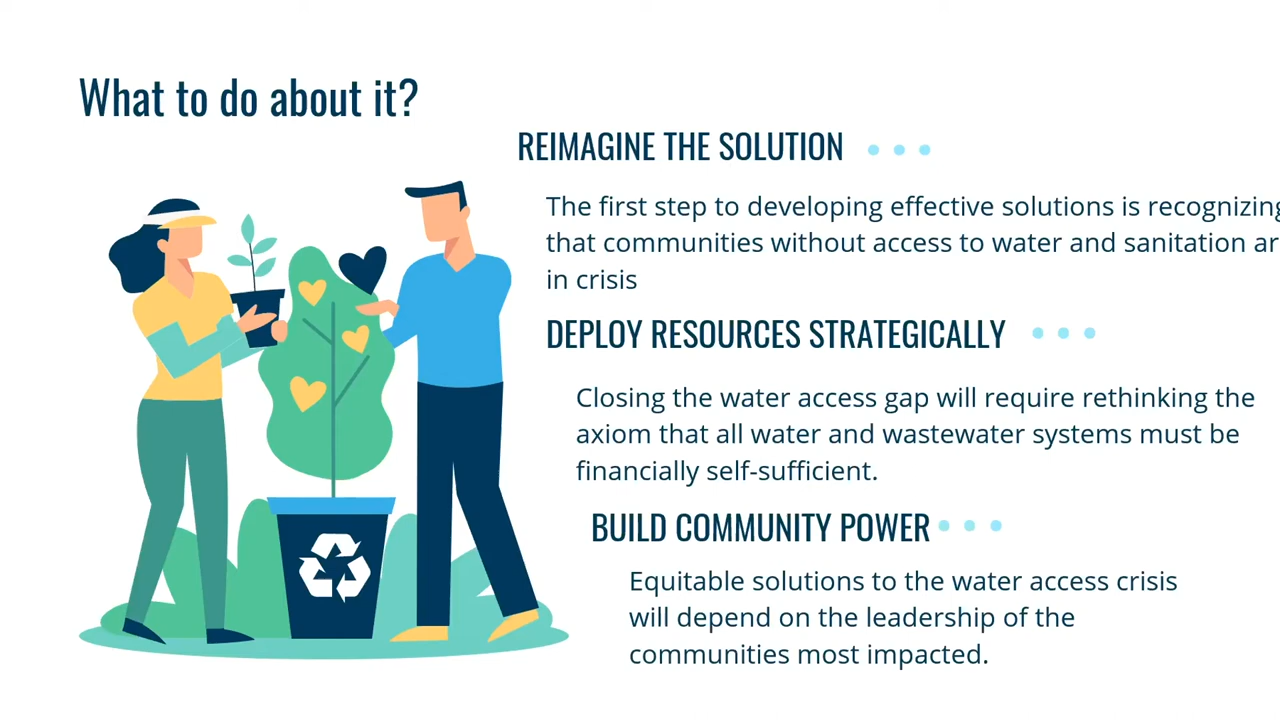 What to do about it?
REIMAGINE THE SOLUTION
The first step to developing effective solutions is recognizing
that communities without access to water and sanitation ar
in crisis
DEPLOY RESOURCES STRATEGICALLY
Closing the water access gap will require rethinking the
axiom that all water and wastewater systems must be
financially self-sufficient.
BUILD COMMUNITY POWER
Equitable solutions to the water access crisis
will depend on the leadership of the
communities most impacted.